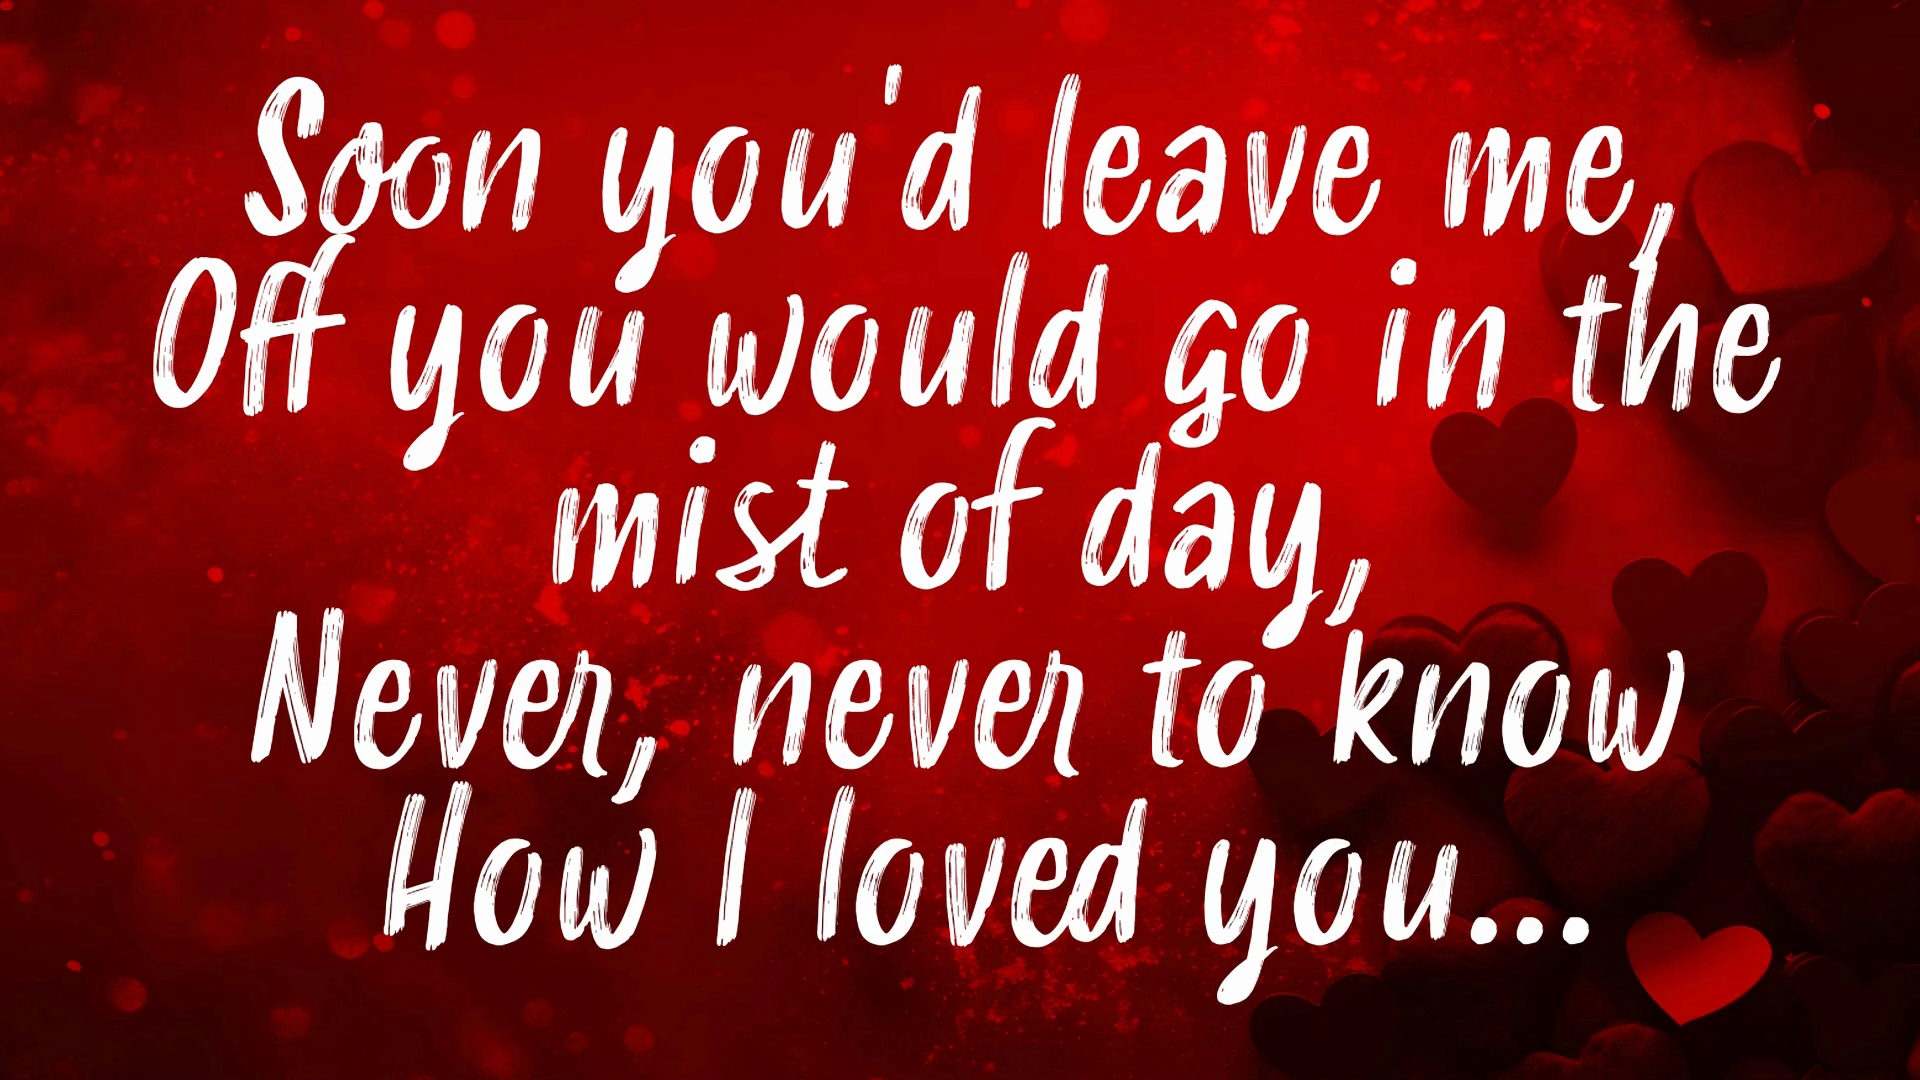 Soon you'd leave me,
Off you would go in the
mist of day,
Never, never to know
How I loved you...